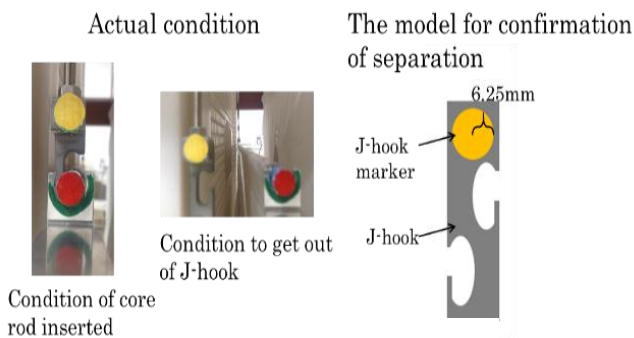 Actual condition
Condition of core
rod inserted
Condition to get out
of J-hook
The model for confirmation
of separation
6.25mm
J-hook
marker
J-hook